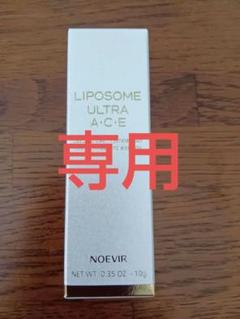 LIPOSOME
ULTRA
A·C·E
専用
NOEVIR
NET WT. 0.35 OZ. - 10g